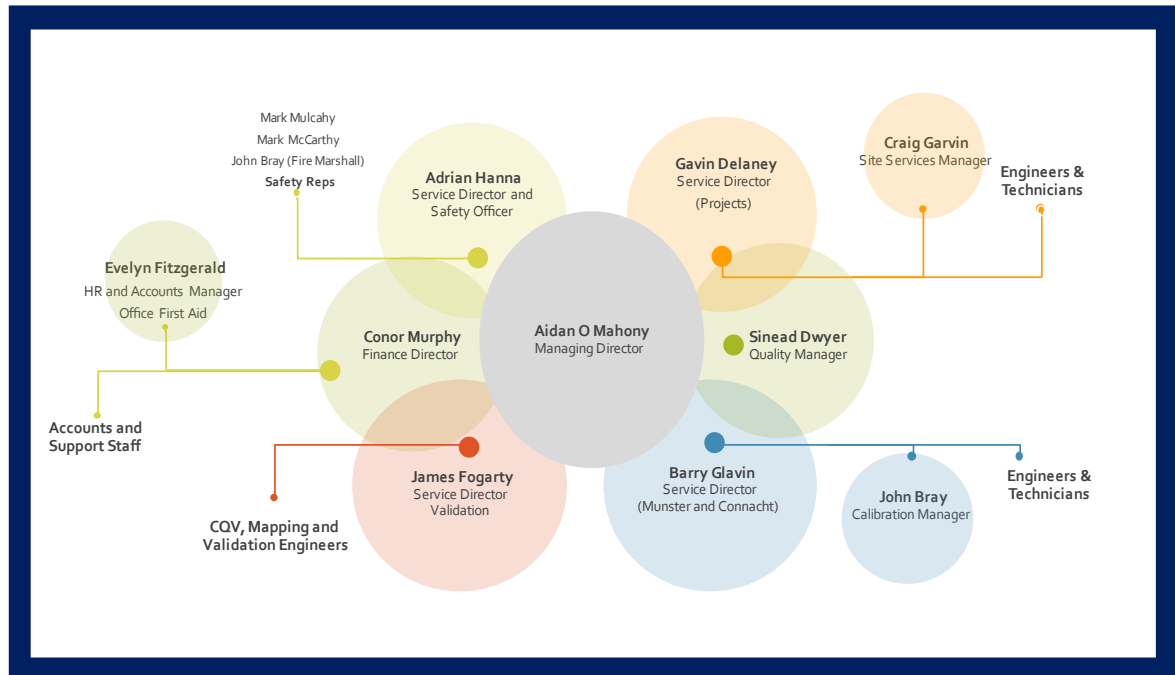 Mark Mulcahy
Mark McCarthy
John Bray (Fire Marshall)
Safety Reps
Adrian Hanna
Service Director and
Safety Officer
Gavin Delaney
Service Director
(Projects)
Craig Garvin
Site Services Manager
Engineers &
Technicians
Evelyn Fitzgerald
HR and Accounts Manager
Office First Aid
Conor Murphy
Finance Director
Aidan O Mahony
Managing Director
Sinead Dwyer
Quality Manager
Accounts and
Support Staff
James Fogarty
Service Director
Validation
Barry Glavin
Service Director
(Munster and Connacht)
John Bray
Calibration Manager
Engineers &
Technicians
CQV, Mapping and
Validation Engineers